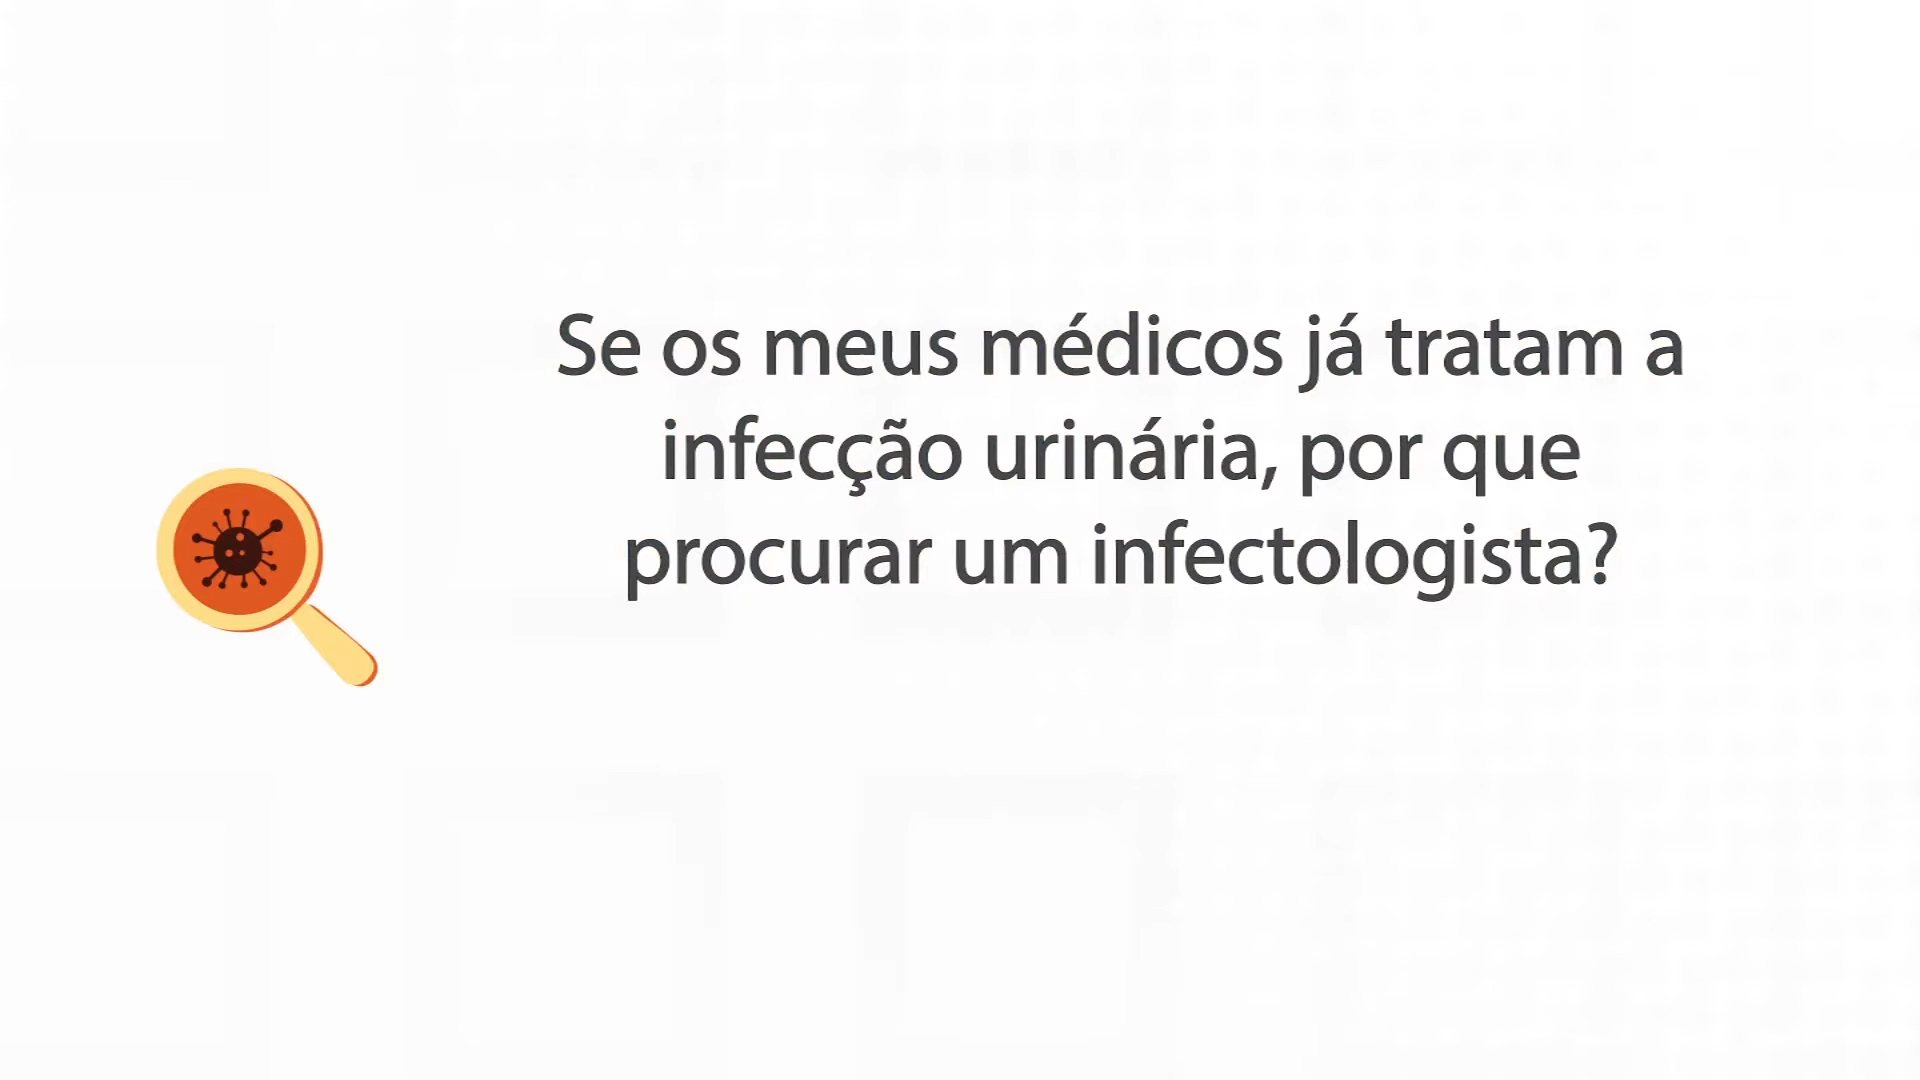 Se os meus médicos já tratam a
infecção urinária, por que
procurar um infectologista?